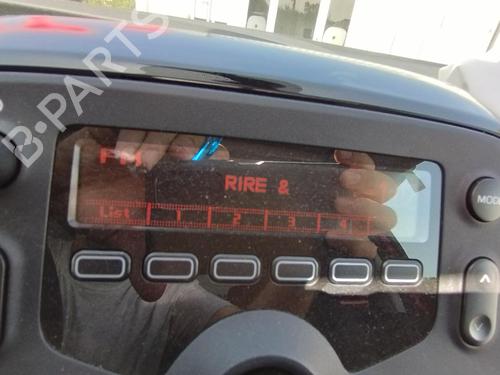 B-PARTS
FM
RIRE &
List 1 2 3 4
MODE